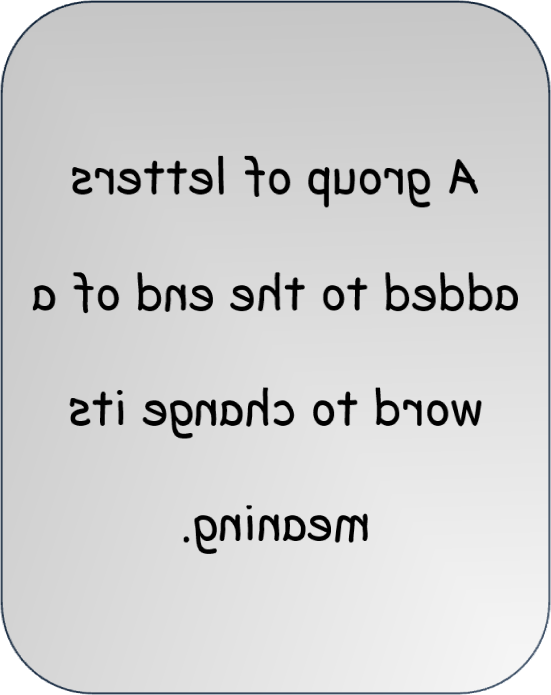 A group of letters
added to the end of a
word to change its
meaning.